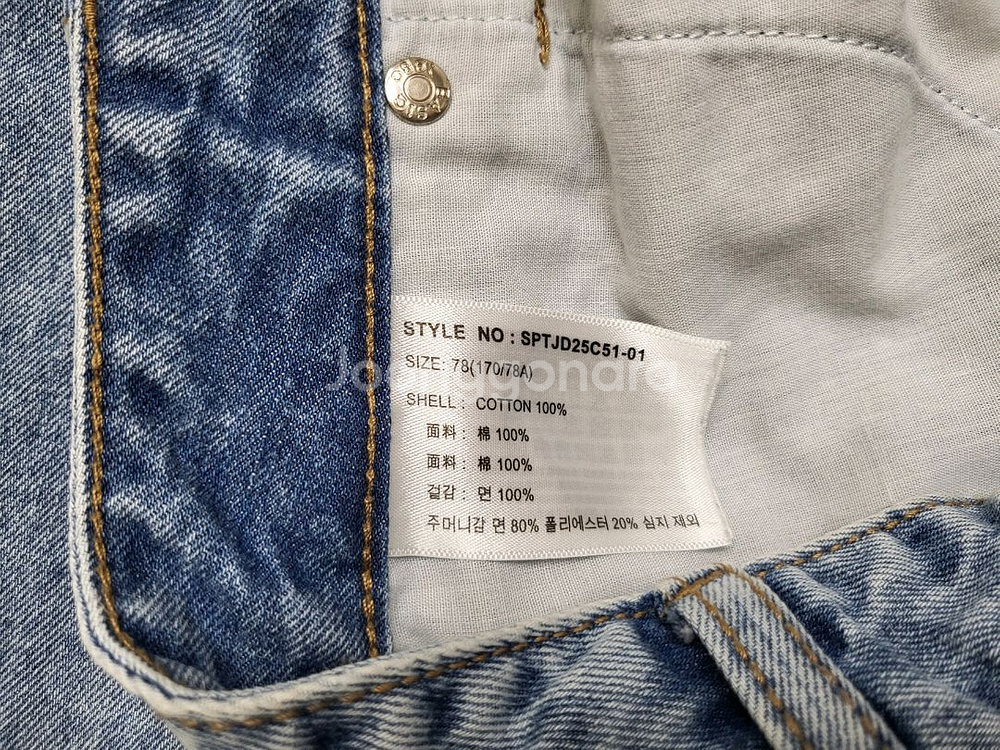 STYLE NO : SPTJD25C51-01
SIZE: 78(170/78A)
SHELL : COTTON 100%
面料 : 棉 100%
面料 : 棉 100%
겉감 : 면 100%
주머니감 면 80% 폴리에스터 20% 심지 제외
Joonggonara